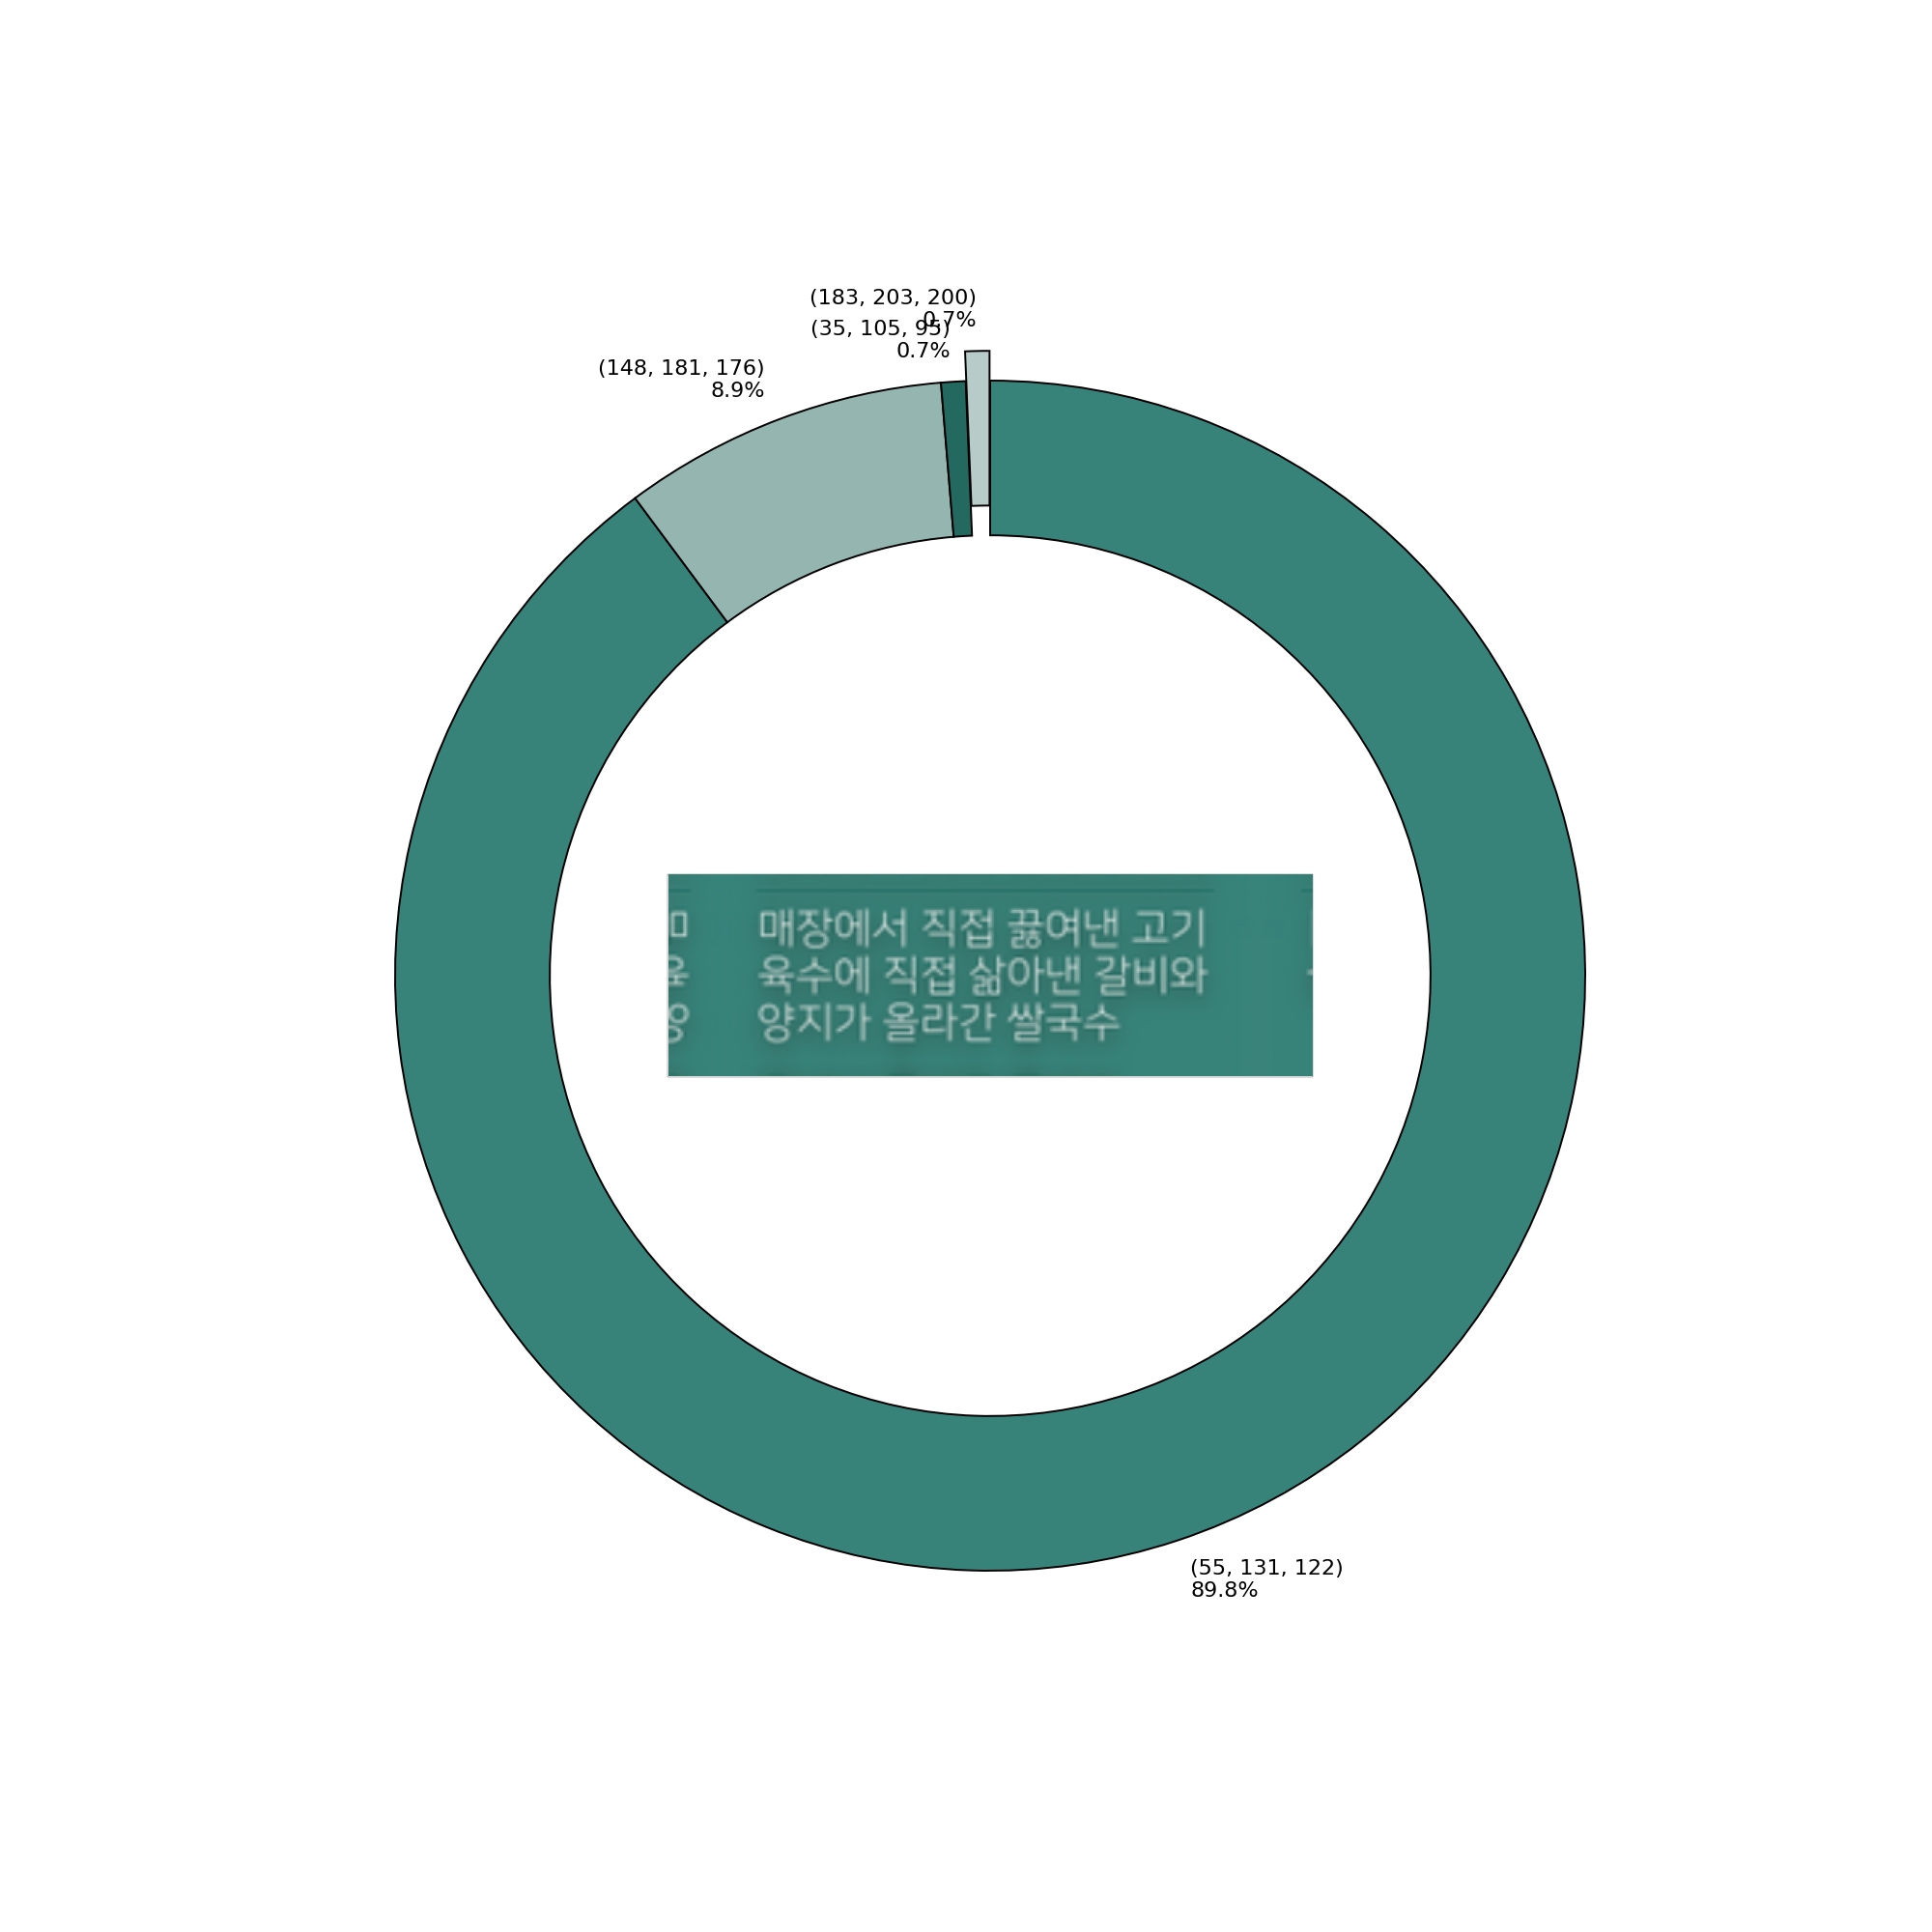 (183, 203, 200)
0.7%
(35, 105, 95)
0.7%
(148, 181, 176)
8.9%
매장에서 직접 끓여낸 고기
육수에 직접 삶아낸 갈비와
양지가 올라간 쌀국수
(55, 131, 122)
89.8%